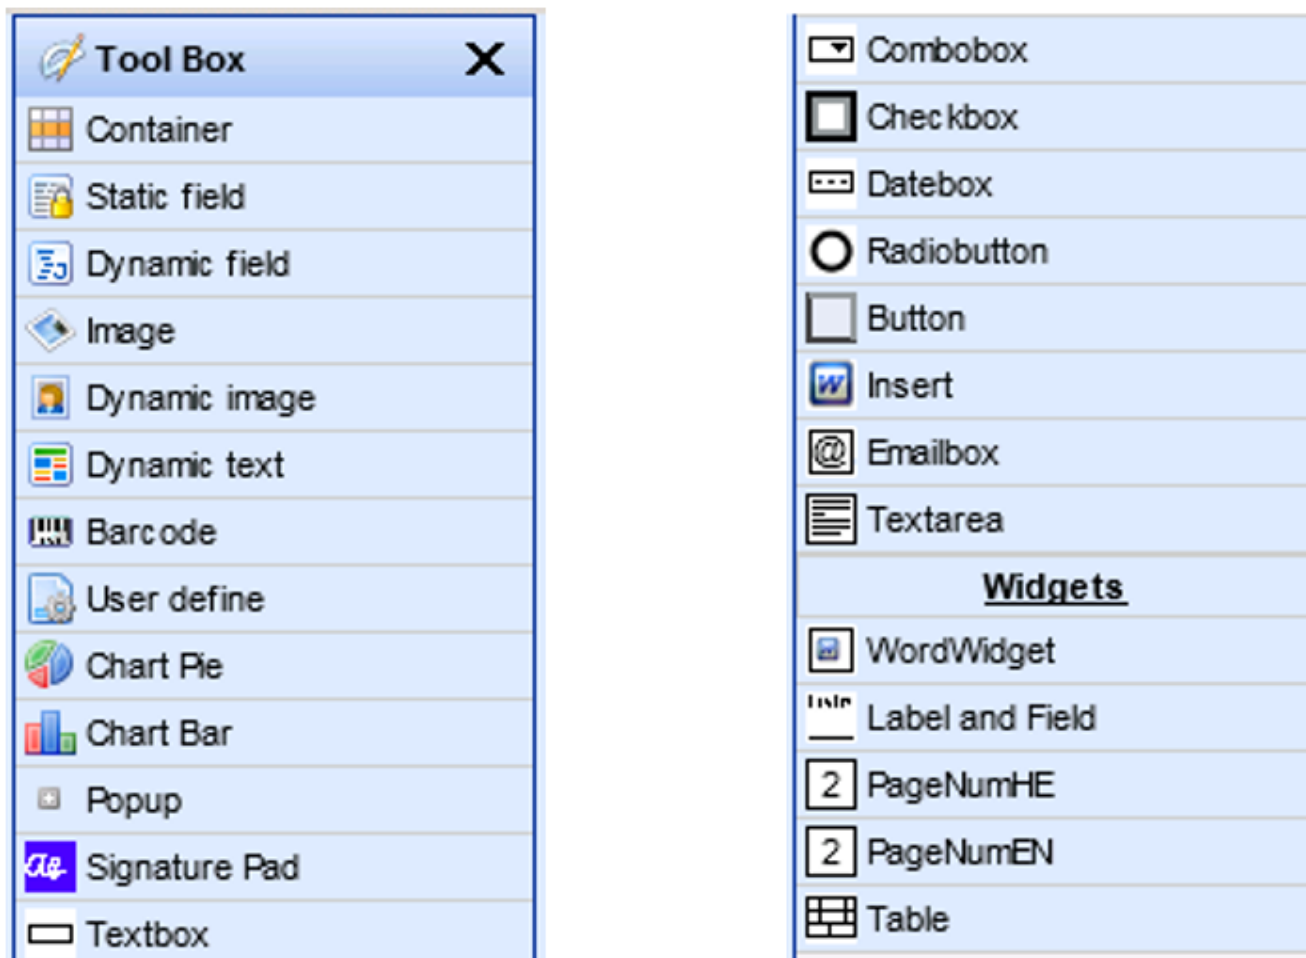 Tool Box
Container
Static field
Dynamic field
Image
Dynamic image
Dynamic text
Barcode
User define
Chart Pie
Chart Bar
Popup
Signature Pad
Textbox
Combobox
Checkbox
Datebox
Radiobutton
Button
Insert
Emailbox
Textarea
Widgets
WordWidget
Label and Field
2 PageNumHE
2 PageNumEN
Table